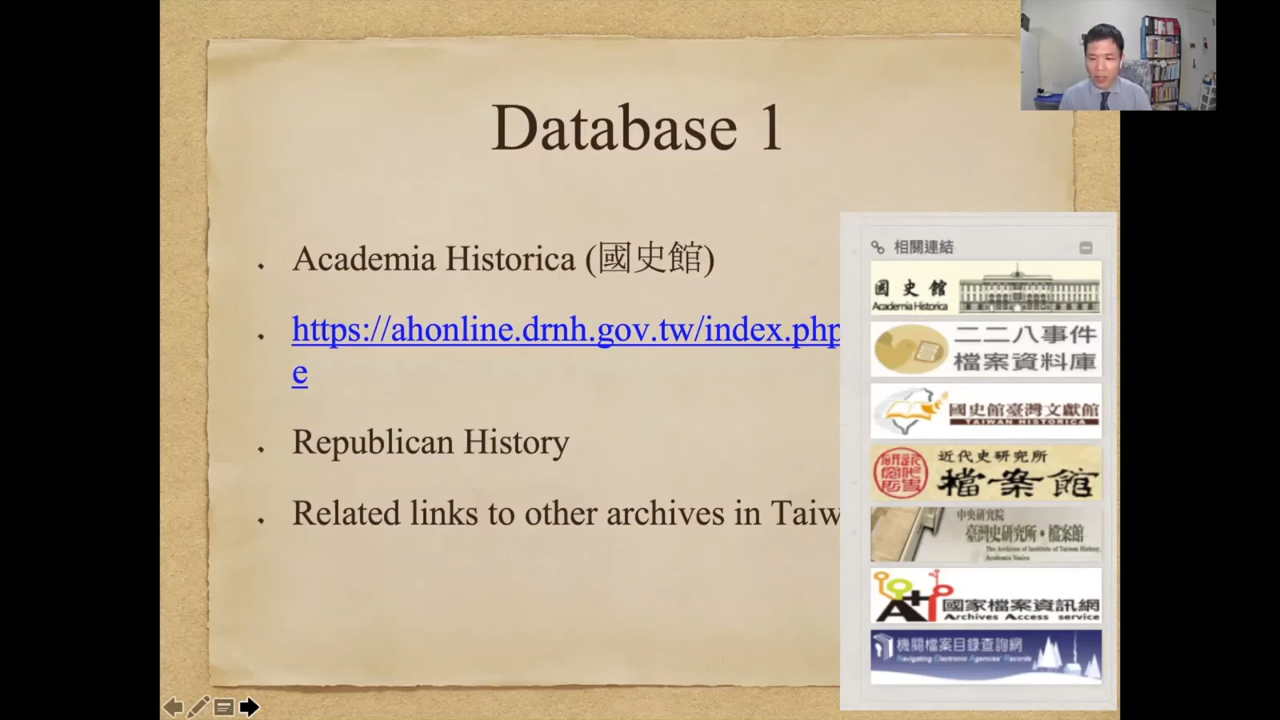 Database 1
Academia Historica (國史館)
https://ahonline.drnh.gov.tw/index.php
e
Republican History
Related links to other archives in Taiw
相關連結
國史館
Academia Historica
二二八事件
檔案資料庫
國史館臺灣文獻館
TAIWAN HISTORICA
近代史研究所
檔案館
中央研究院
臺灣史研究所・檔案館
The Archives of Institute of Taiwan History,
Academia Sinica
A+
國家檔案資訊網
Archives Access service
機關檔案目錄查詢網
Navigating Electronic Agencies' Records